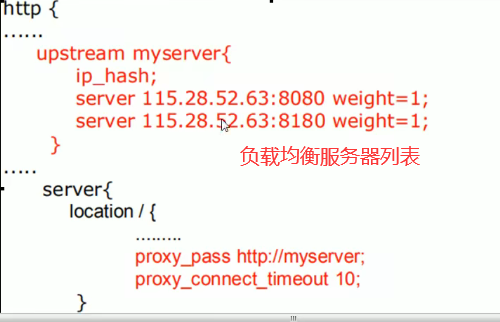 http {
......
upstream myserver{
ip_hash;
server 115.28.52.63:8080 weight=1;
server 115.28.52.63:8180 weight=1;
}
负载均衡服务器列表
.....
server{
location / {
.........
proxy_pass http://myserver;
proxy_connect_timeout 10;
}